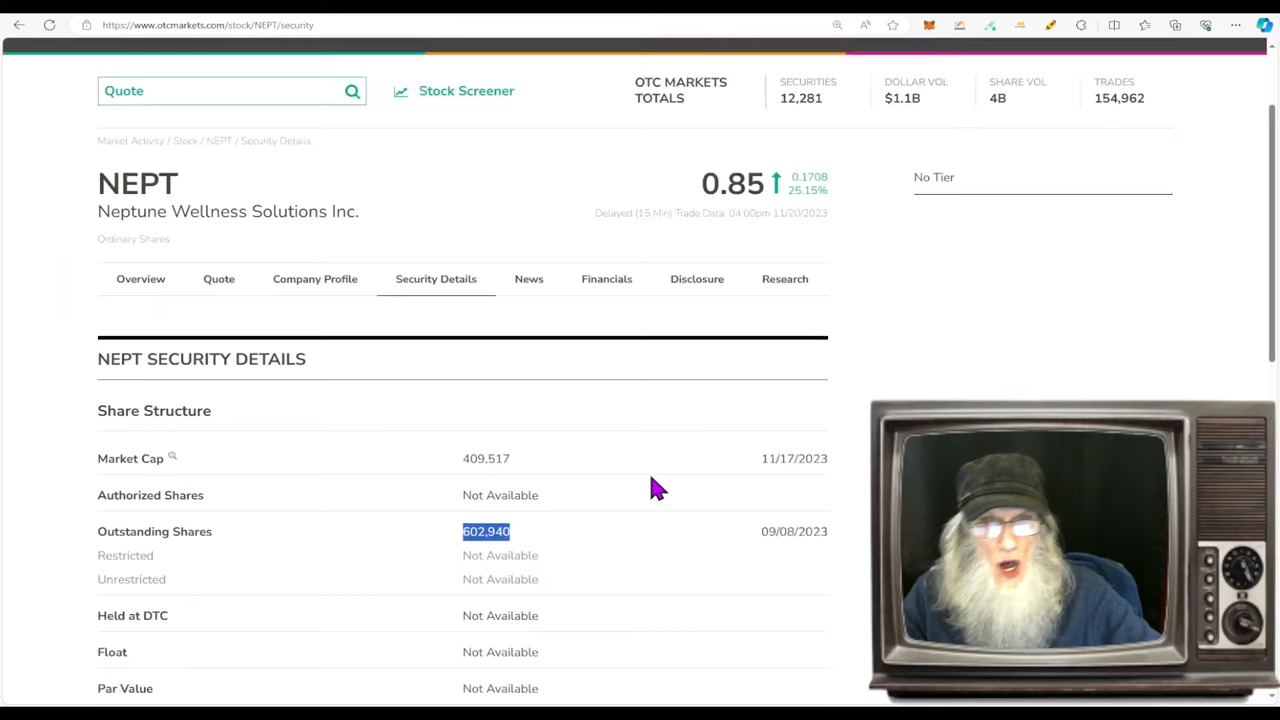 https://www.otcmarkets.com/stock/NEPT/security
Quote
Stock Screener
OTC MARKETS
TOTALS
SECURITIES
12,281
DOLLAR VOL
$1.1B
SHARE VOL
4B
TRADES
154,962
Market Activity / Stock / NEPT / Security Details
NEPT
0.85
0.1708
25.15%
No Tier
Neptune Wellness Solutions Inc.
Delayed (15 Min) Trade Data: 04:00pm 11/20/2023
Ordinary Shares
Overview Quote Company Profile Security Details News Financials Disclosure Research
NEPT SECURITY DETAILS
Share Structure
Market Cap 409,517 11/17/2023
Authorized Shares Not Available
Outstanding Shares 602,940 09/08/2023
Restricted Not Available
Unrestricted Not Available
Held at DTC Not Available
Float Not Available
Par Value Not Available